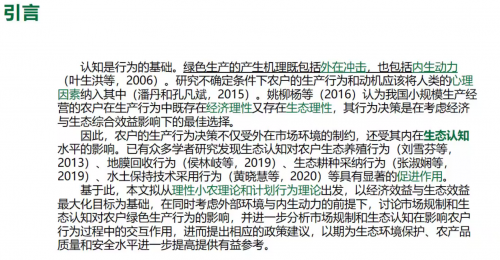 引言
认知是行为的基础。绿色生产的产生机理既包括外在冲击，也包括内生动力
（叶生洪等，2006）。研究不确定条件下农户的生产行为和动机应该将人类的心理
因素纳入其中（潘丹和孔凡斌，2015）。姚柳杨等（2016）认为我国小规模生产经
营的农户在生产行为中既存在经济理性又存在生态理性，其行为决策是在考虑经济
与生态综合效益影响下的最佳选择。
因此，农户的生产行为决策不仅受外在市场环境的制约，还受其内在生态认知
水平的影响。已有众多学者研究发现生态认知对农户生态养殖行为（刘雪芬等，
2013）、地膜回收行为（侯林岐等，2019）、生态耕种采纳行为（张淑娴等，
2019）、水土保持技术采用行为（黄晓慧等，2020）等具有显著的促进作用。
基于此，本文拟从理性小农理论和计划行为理论出发，以经济效益与生态效益
最大化目标为基础，在同时考虑外部环境与内生动力的前提下，讨论市场规制和生
态认知对农户绿色生产行为的影响，并进一步分析市场规制和生态认知在影响农户
行为过程中的交互作用，进而提出相应的政策建议，以期为生态环境保护、农产品
质量和安全水平进一步提高提供有益参考。